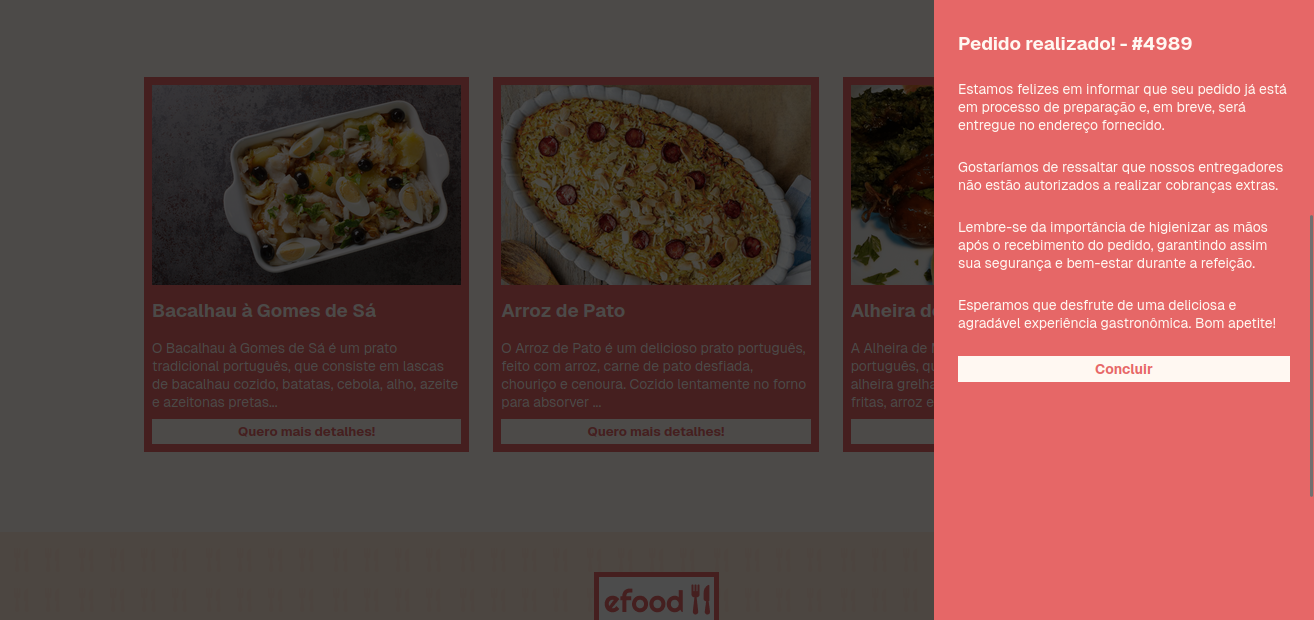 Bacalhau à Gomes de Sá
O Bacalhau à Gomes de Sá é um prato
tradicional português, que consiste em lascas
de bacalhau cozido, batatas, cebola, alho, azeite
e azeitonas pretas...
Quero mais detalhes!
Arroz de Pato
O Arroz de Pato é um delicioso prato português,
feito com arroz, carne de pato desfiada,
chouriço e cenoura. Cozido lentamente no forno
para absorver ...
Quero mais detalhes!
Alheira
A Alheira de
português,
alheira
fritas, arroz
Pedido realizado! - #4989
Estamos felizes em informar que seu pedido já está
em processo de preparação e, em breve, será
entregue no endereço fornecido.
Gostaríamos de ressaltar que nossos entregadores
não estão autorizados a realizar cobranças extras.
Lembre-se da importância de higienizar as mãos
após o recebimento do pedido, garantindo assim
sua segurança e bem-estar durante a refeição.
Esperamos que desfrute de uma deliciosa e
agradável experiência gastronômica. Bom apetite!
Concluir
efood